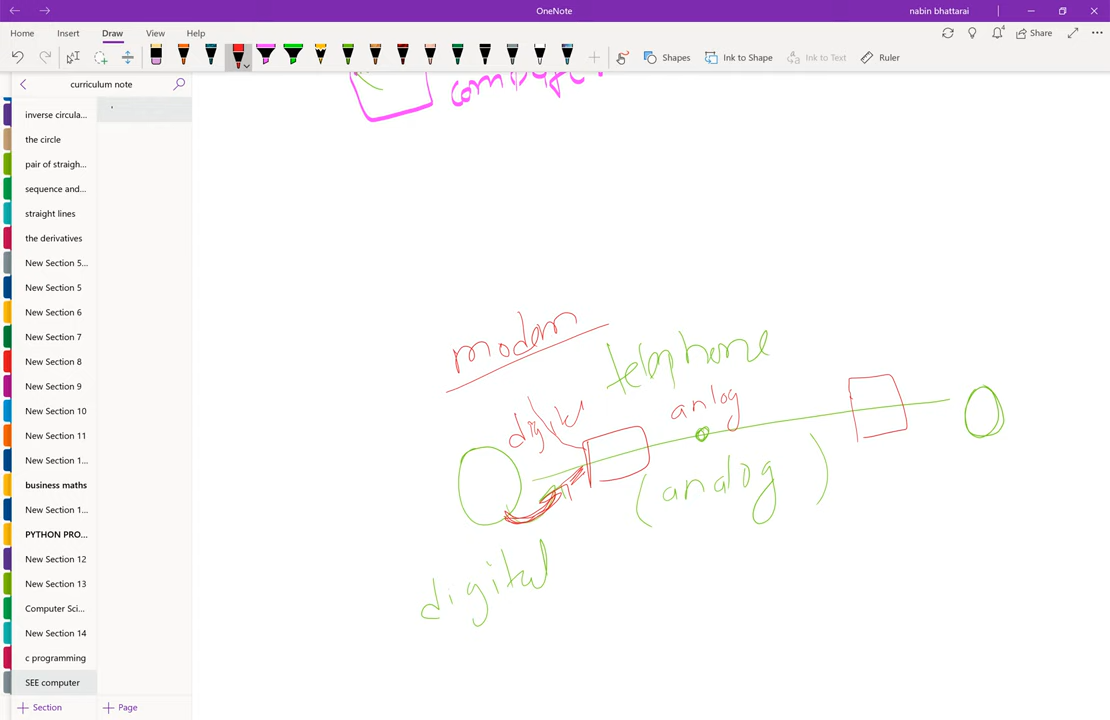 OneNote
nabin bhattarai
Home Insert Draw View Help
Share
Shapes Ink to Shape Ink to Text Ruler
curriculum note
inverse circula...
the circle
pair of straigh...
sequence and...
straight lines
the derivatives
New Section 5...
New Section 5
New Section 6
New Section 7
New Section 8
New Section 9
New Section 10
New Section 11
New Section 1...
business maths
New Section 1...
PYTHON PRO...
New Section 12
New Section 13
Computer Sci...
New Section 14
c programming
SEE computer
Section
Page
modem
telephone
anlog
(analog)
digital